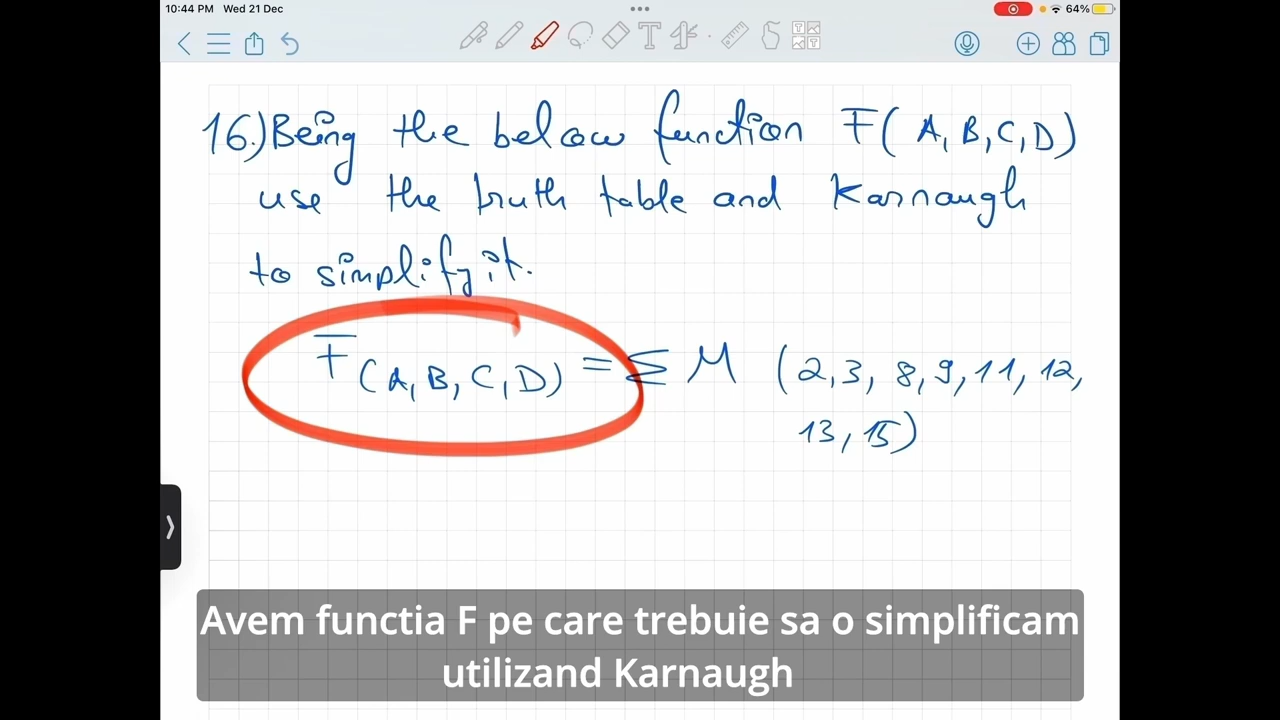 10:44 PM Wed 21 Dec
64%
16.) Being the below function F(A,B,C,D)
use the truth table and Karnaugh
to simplify it.
F(A,B,C,D) = Σ M (2,3, 8,9,11,12,
13,15)
Avem functia F pe care trebuie sa o simplificam
utilizand Karnaugh